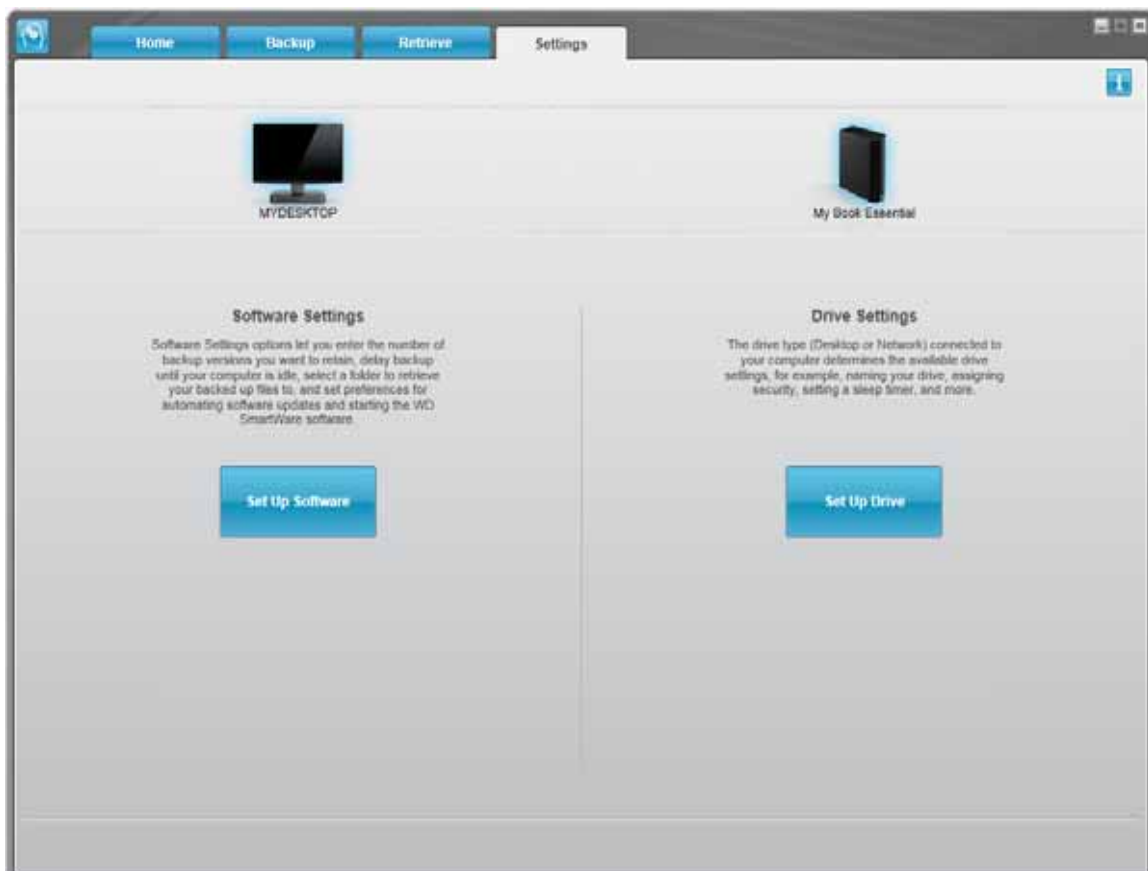 Home Backup Retrieve Settings
MYDESKTOP
My Book Essential
Software Settings
Software Settings options let you enter the number of
backup versions you want to retain, delay backup
until your computer is idle, select a folder to retrieve
your backed up files to, and set preferences for
automating software updates and starting the WD
SmartWare software.
Set Up Software
Drive Settings
The drive type (Desktop or Network) connected to
your computer determines the available drive
settings, for example, naming your drive, assigning
security, setting a sleep timer, and more.
Set Up Drive